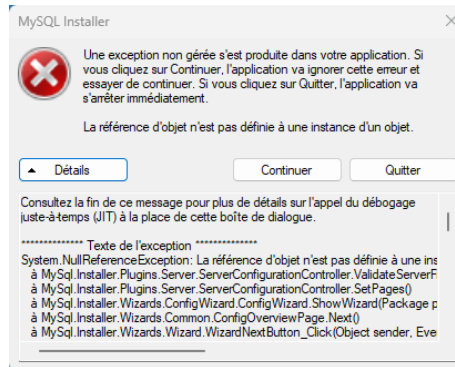 MySQL Installer
Une exception non gérée s'est produite dans votre application. Si
vous cliquez sur Continuer, l'application va ignorer cette erreur et
essayer de continuer. Si vous cliquez sur Quitter, l'application va
s'arrêter immédiatement.
La référence d'objet n'est pas définie à une instance d'un objet.
Détails
Continuer
Quitter
Consultez la fin de ce message pour plus de détails sur l'appel du débogage
juste-à-temps (JIT) à la place de cette boîte de dialogue.
************** Texte de l'exception **************
System.NullReferenceException: La référence d'objet n'est pas définie à une ins
à MySql.Installer.Plugins.Server.ServerConfigurationController.ValidateServerF
à MySql.Installer.Plugins.Server.ServerConfigurationController.SetPages()
à MySql.Installer.Wizards.ConfigWizard.ConfigWizard.ShowWizard(Package p
à MySql.Installer.Wizards.Common.ConfigOverviewPage.Next()
à MySql.Installer.Wizards.Wizard.WizardNextButton_Click(Object sender, Eve